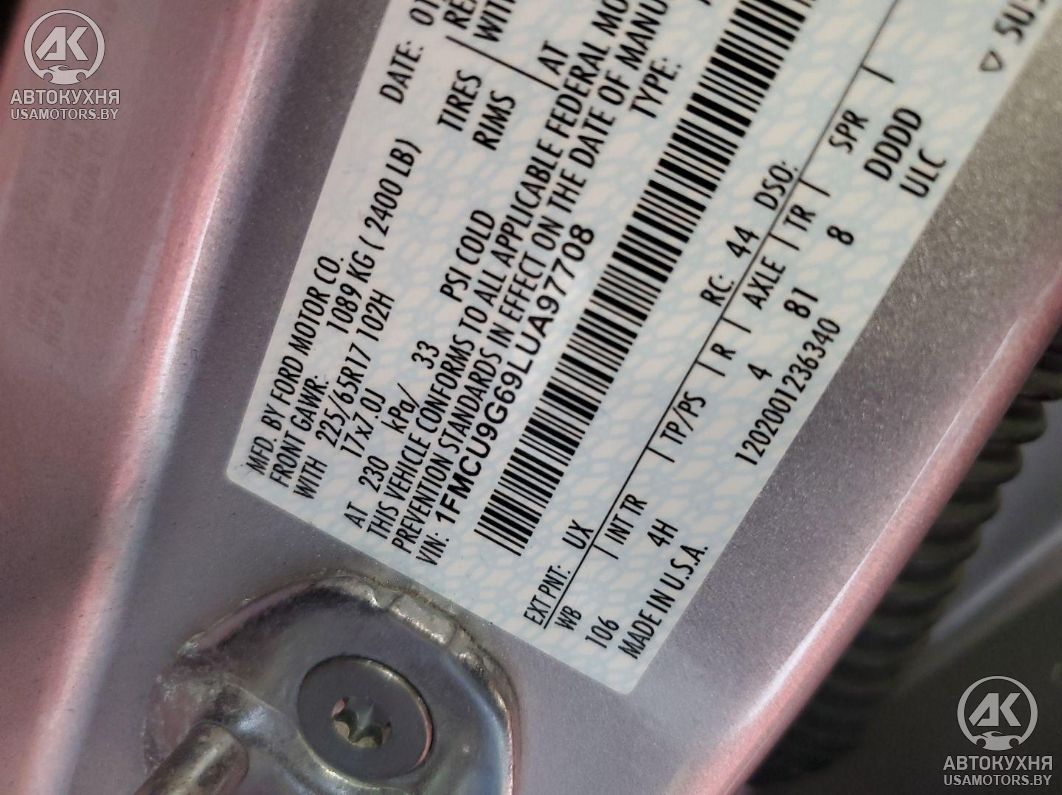 АВТОКУХНЯ
USAMOTORS.BY
MFD. BY FORD MOTOR CO.
DATE: 01
FRONT GAWR: 1089 KG ( 2400 LB)
WITH 225/65R17 102H TIRES
WITH
17x7.0J RIMS
AT 230 kPa/ 33 PSI COLD AT
THIS VEHICLE CONFORMS TO ALL APPLICABLE FEDERAL
PREVENTION STANDARDS IN EFFECT ON THE DATE OF
VIN: 1FMCU9G69LUA97708 TYPE:
EXT PNT: UX RC: 44 DSO:
WB INT TR TP/PS R AXLE TR SPR
106 4H 4 81 8 DDDD
MADE IN U.S.A. 1202001236340 ULC
АВТОКУХНЯ
USAMOTORS.BY